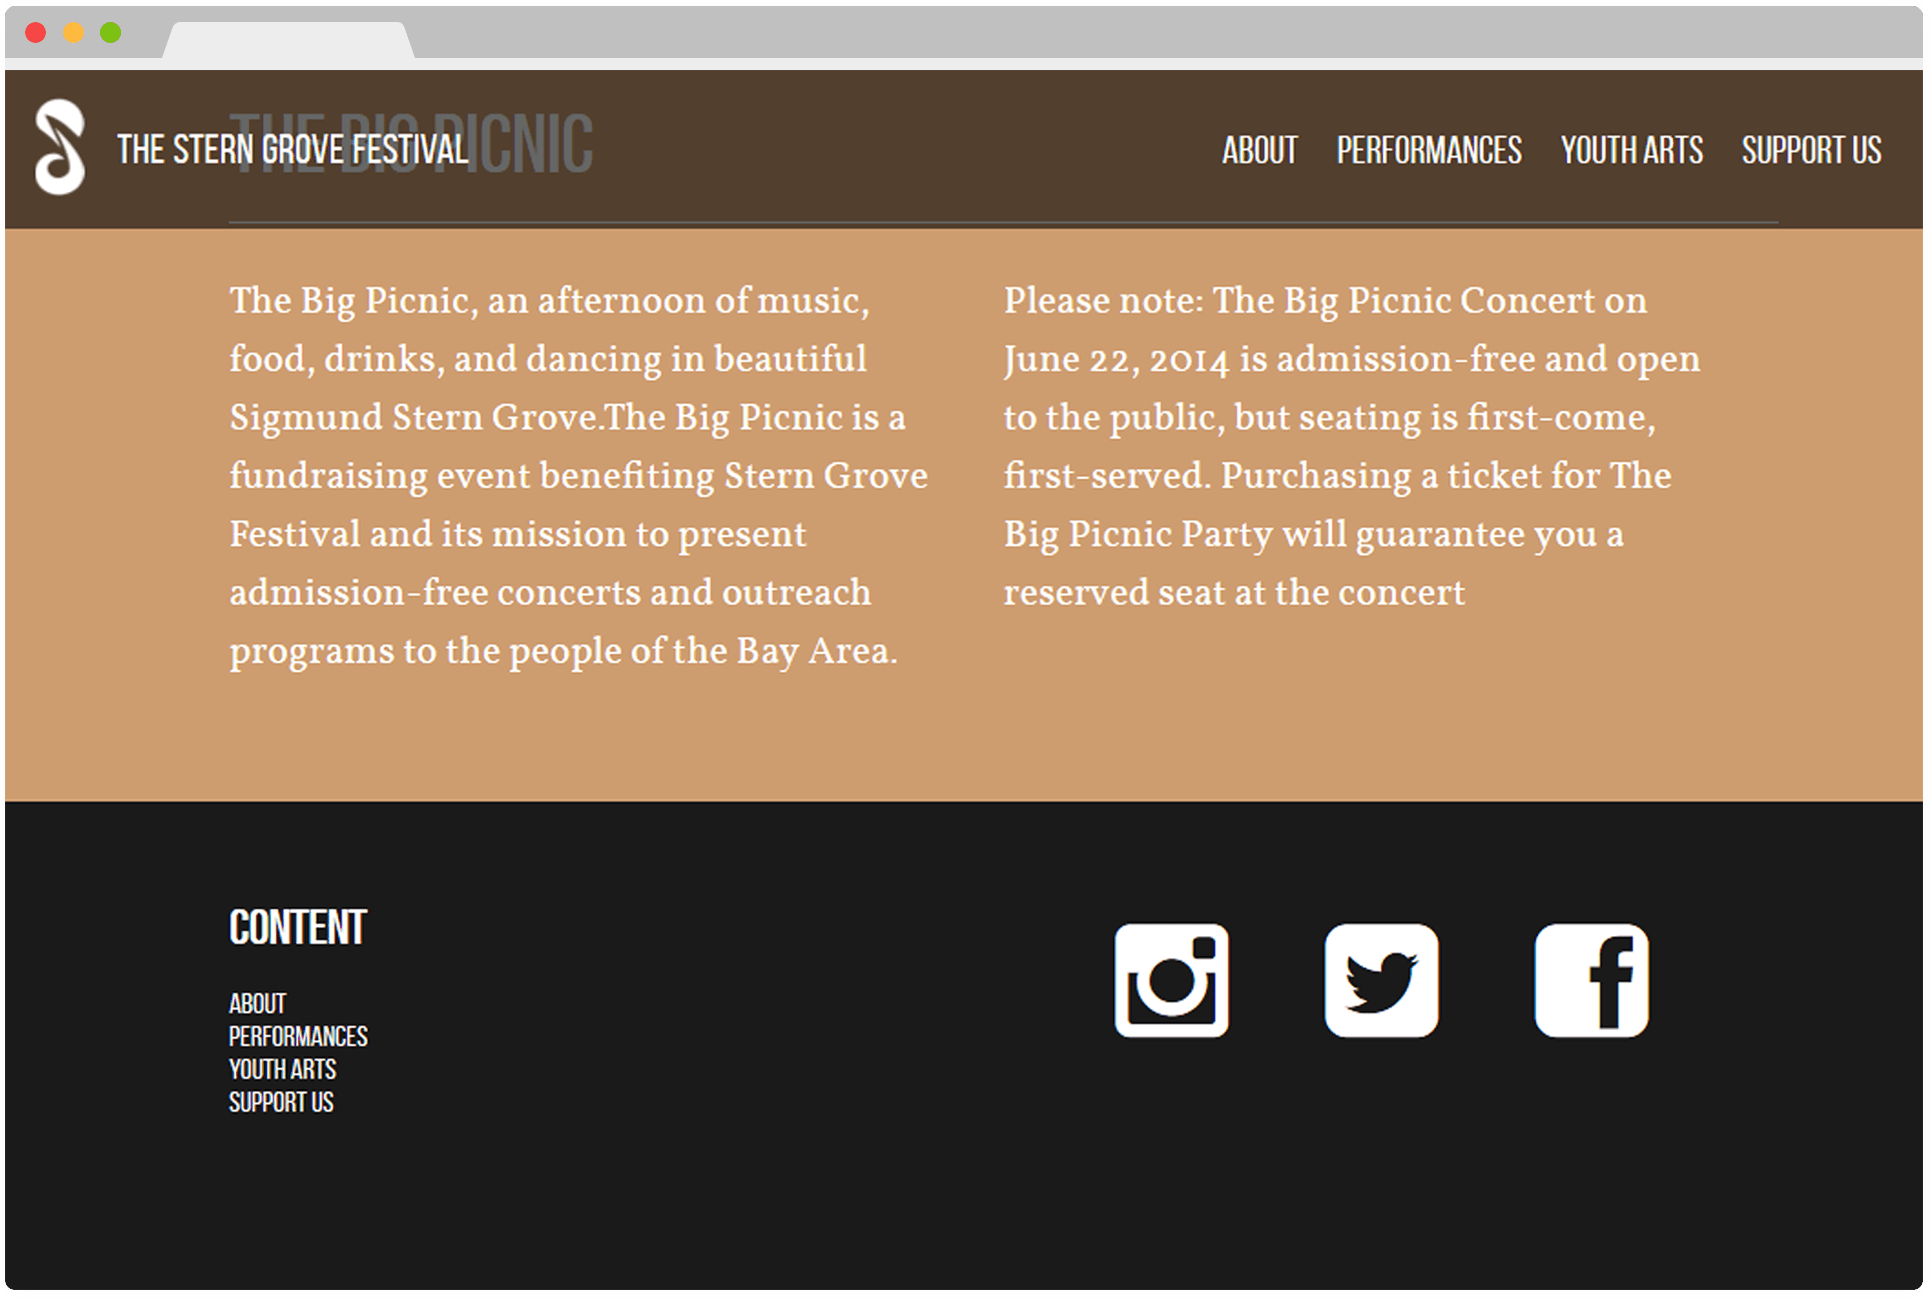 THE STERN GROVE FESTIVAL
THE BIG PICNIC
ABOUT PERFORMANCES YOUTH ARTS SUPPORT US
The Big Picnic, an afternoon of music,
food, drinks, and dancing in beautiful
Sigmund Stern Grove.The Big Picnic is a
fundraising event benefiting Stern Grove
Festival and its mission to present
admission-free concerts and outreach
programs to the people of the Bay Area.
Please note: The Big Picnic Concert on
June 22, 2014 is admission-free and open
to the public, but seating is first-come,
first-served. Purchasing a ticket for The
Big Picnic Party will guarantee you a
reserved seat at the concert
CONTENT
ABOUT
PERFORMANCES
YOUTH ARTS
SUPPORT US